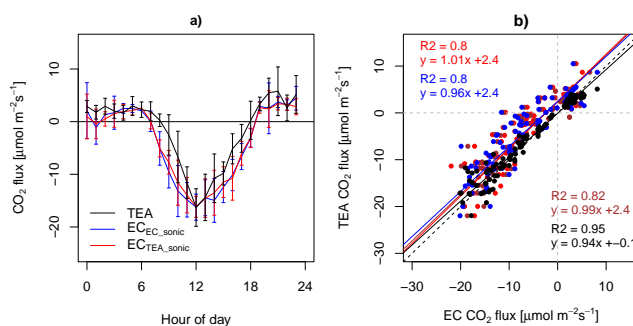 a)
CO2 flux [µmol m−2s−1]
10
0
−10
−20
TEA
ECEC_sonic
ECTEA_sonic
0 6 12 18 24
Hour of day
b)
TEA CO2 flux [µmol m−2s−1]
10
0
−10
−20
−30
R2 = 0.8
y = 1.01x +2.4
R2 = 0.8
y = 0.96x +2.4
R2 = 0.82
y = 0.99x +2.4
R2 = 0.95
y = 0.94x +−0.1
−30 −20 −10 0 10
EC CO2 flux [µmol m−2s−1]